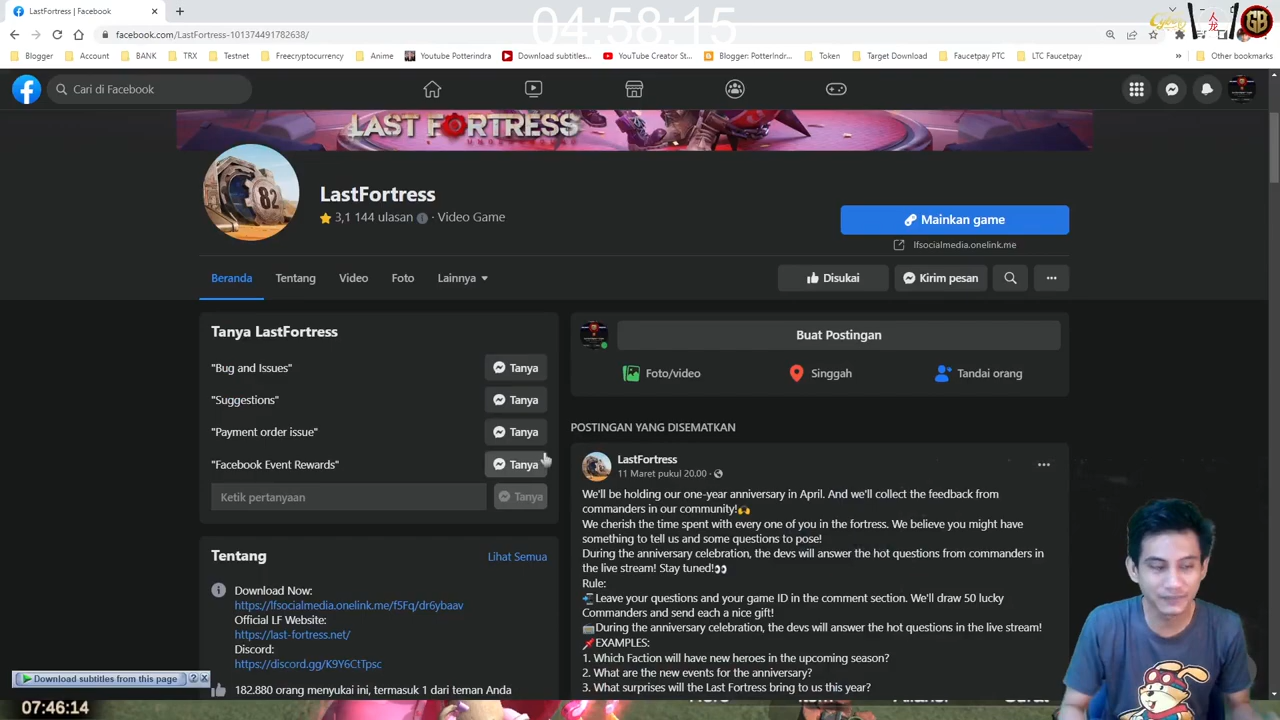 LastFortress | Facebook
04:58:15
facebook.com/LastFortress-101374491782638/
Blogger
Account
BANK
TRX
Testnet
Freecryptocurrency
Anime
Youtube Potterindra
Download subtitles...
YouTube Creator St...
Blogger: PotterIndr...
Token
Target Download
Faucetpay PTC
LTC Faucetpay
Other bookmarks
Cari di Facebook
LAST FORTRESS
82
LastFortress
3,1 144 ulasan · Video Game
Mainkan game
lfsocialmedia.onelink.me
Beranda
Tentang
Video
Foto
Lainnya
Disukai
Kirim pesan
Tanya LastFortress
"Bug and Issues"
Tanya
"Suggestions"
Tanya
"Payment order issue"
Tanya
"Facebook Event Rewards"
Tanya
Ketik pertanyaan
Tanya
Tentang
Lihat Semua
Download Now:
https://lfsocialmedia.onelink.me/f5Fq/dr6ybaav
Official LF Website:
https://last-fortress.net/
Discord:
https://discord.gg/K9Y6CtTpsc
182.880 orang menyukai ini, termasuk 1 dari teman Anda
Buat Postingan
Foto/video
Singgah
Tandai orang
POSTINGAN YANG DISEMATKAN
LastFortress
11 Maret pukul 20.00 ·
We'll be holding our one-year anniversary in April. And we'll collect the feedback from
commanders in our community!🙌
We cherish the time spent with every one of you in the fortress. We believe you might have
something to tell us and some questions to pose!
During the anniversary celebration, the devs will answer the hot questions from commanders in
the live stream! Stay tuned!👀
Rule:
📲Leave your questions and your game ID in the comment section. We'll draw 50 lucky
Commanders and send each a nice gift!
During the anniversary celebration, the devs will answer the hot questions in the live stream!
📌EXAMPLES:
1. Which Faction will have new heroes in the upcoming season?
2. What are the new events for the anniversary?
3. What surprises will the Last Fortress bring to us this year?
Download subtitles from this page
? X
07:46:14